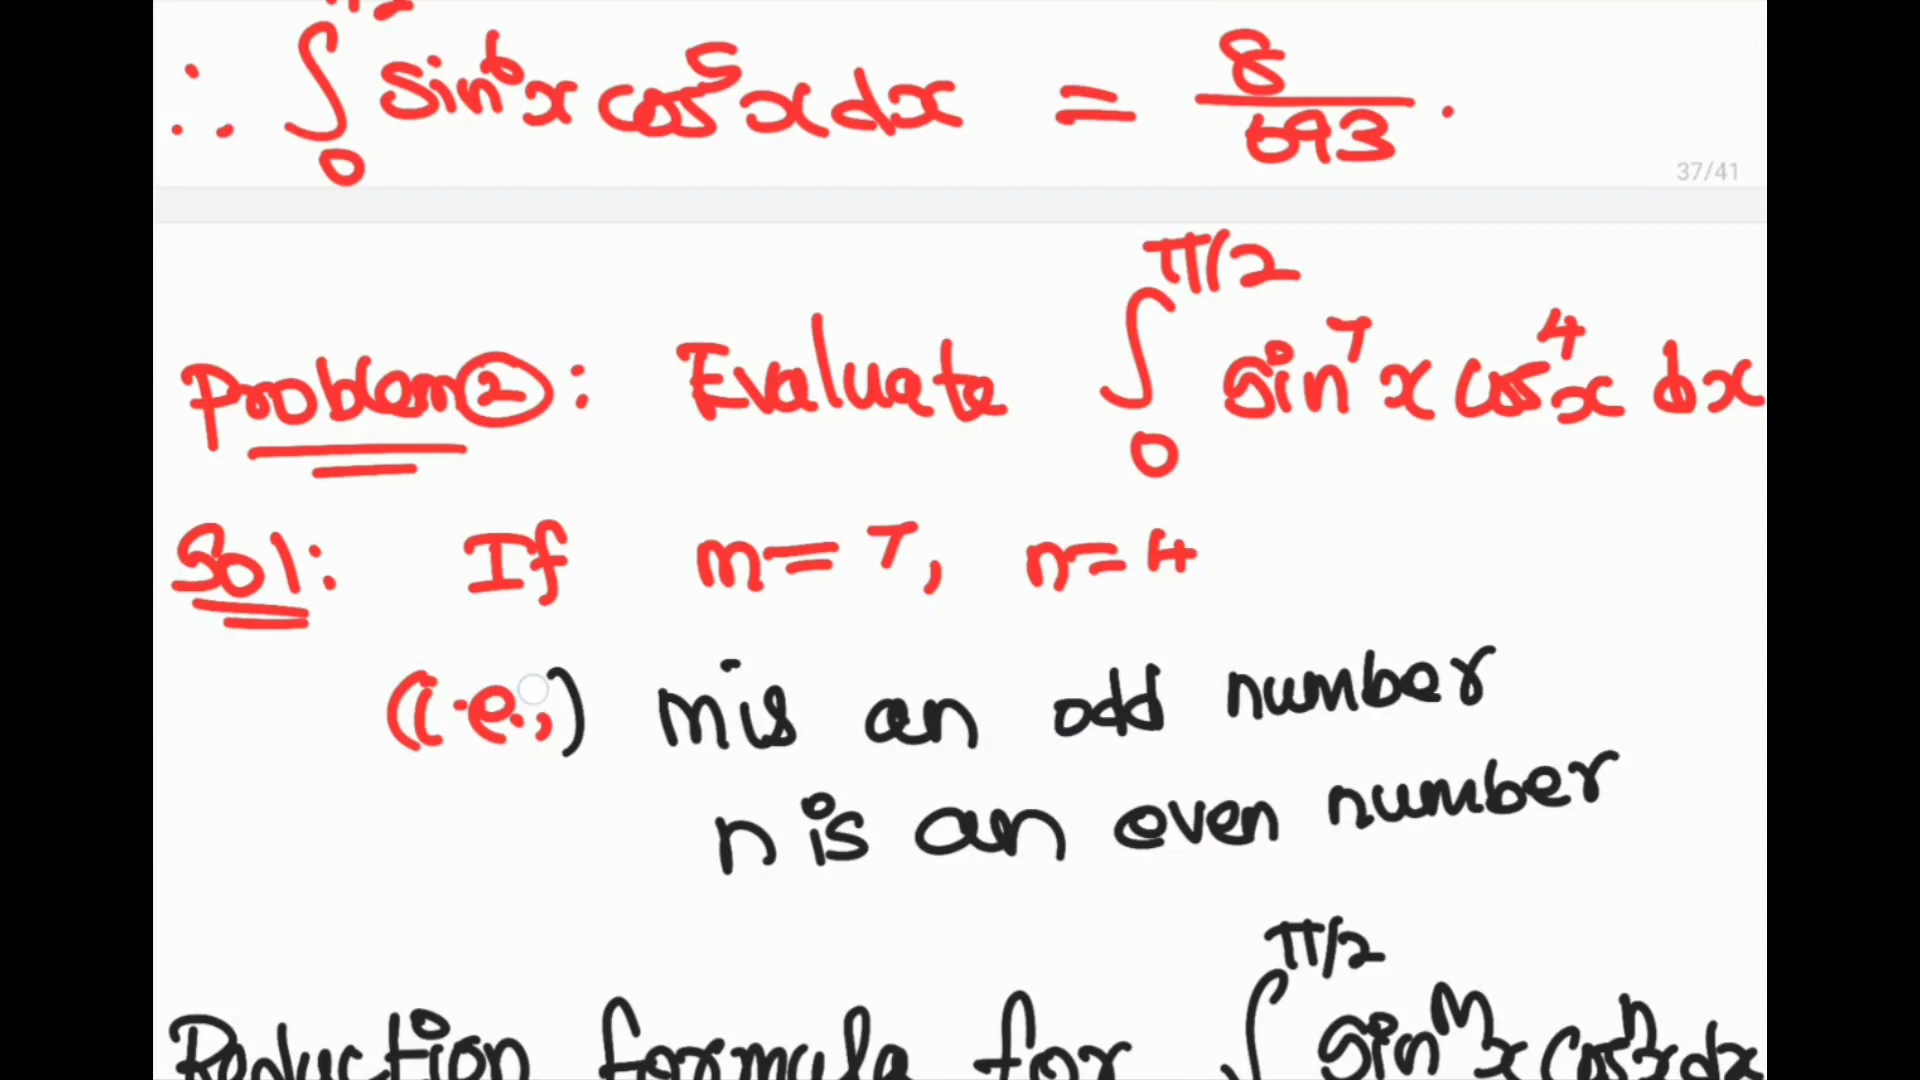 π/2
∴ ∫₀ sin⁶x cos⁵x dx = 8/693.
37/41
Problem②: Evaluate ∫₀^π/2 sin⁷x cos⁴x dx
Sol: If m=7, n=4
(i.e.,) m is an odd number
n is an even number
Reduction formula for ∫^π/2 sinᵐx cosⁿx dx